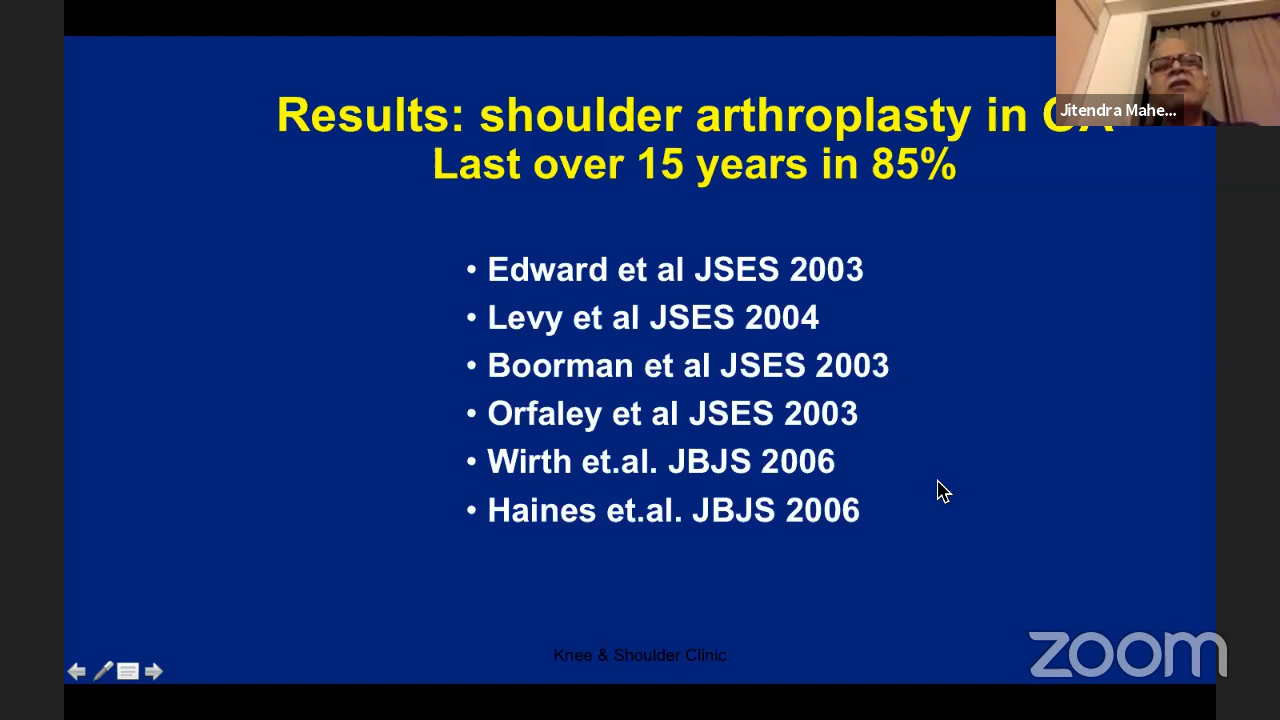 Jitendra Mahe...
Results: shoulder arthroplasty in
Last over 15 years in 85%
• Edward et al JSES 2003
• Levy et al JSES 2004
• Boorman et al JSES 2003
• Orfaley et al JSES 2003
• Wirth et.al. JBJS 2006
• Haines et.al. JBJS 2006
Knee & Shoulder Clinic
zoom